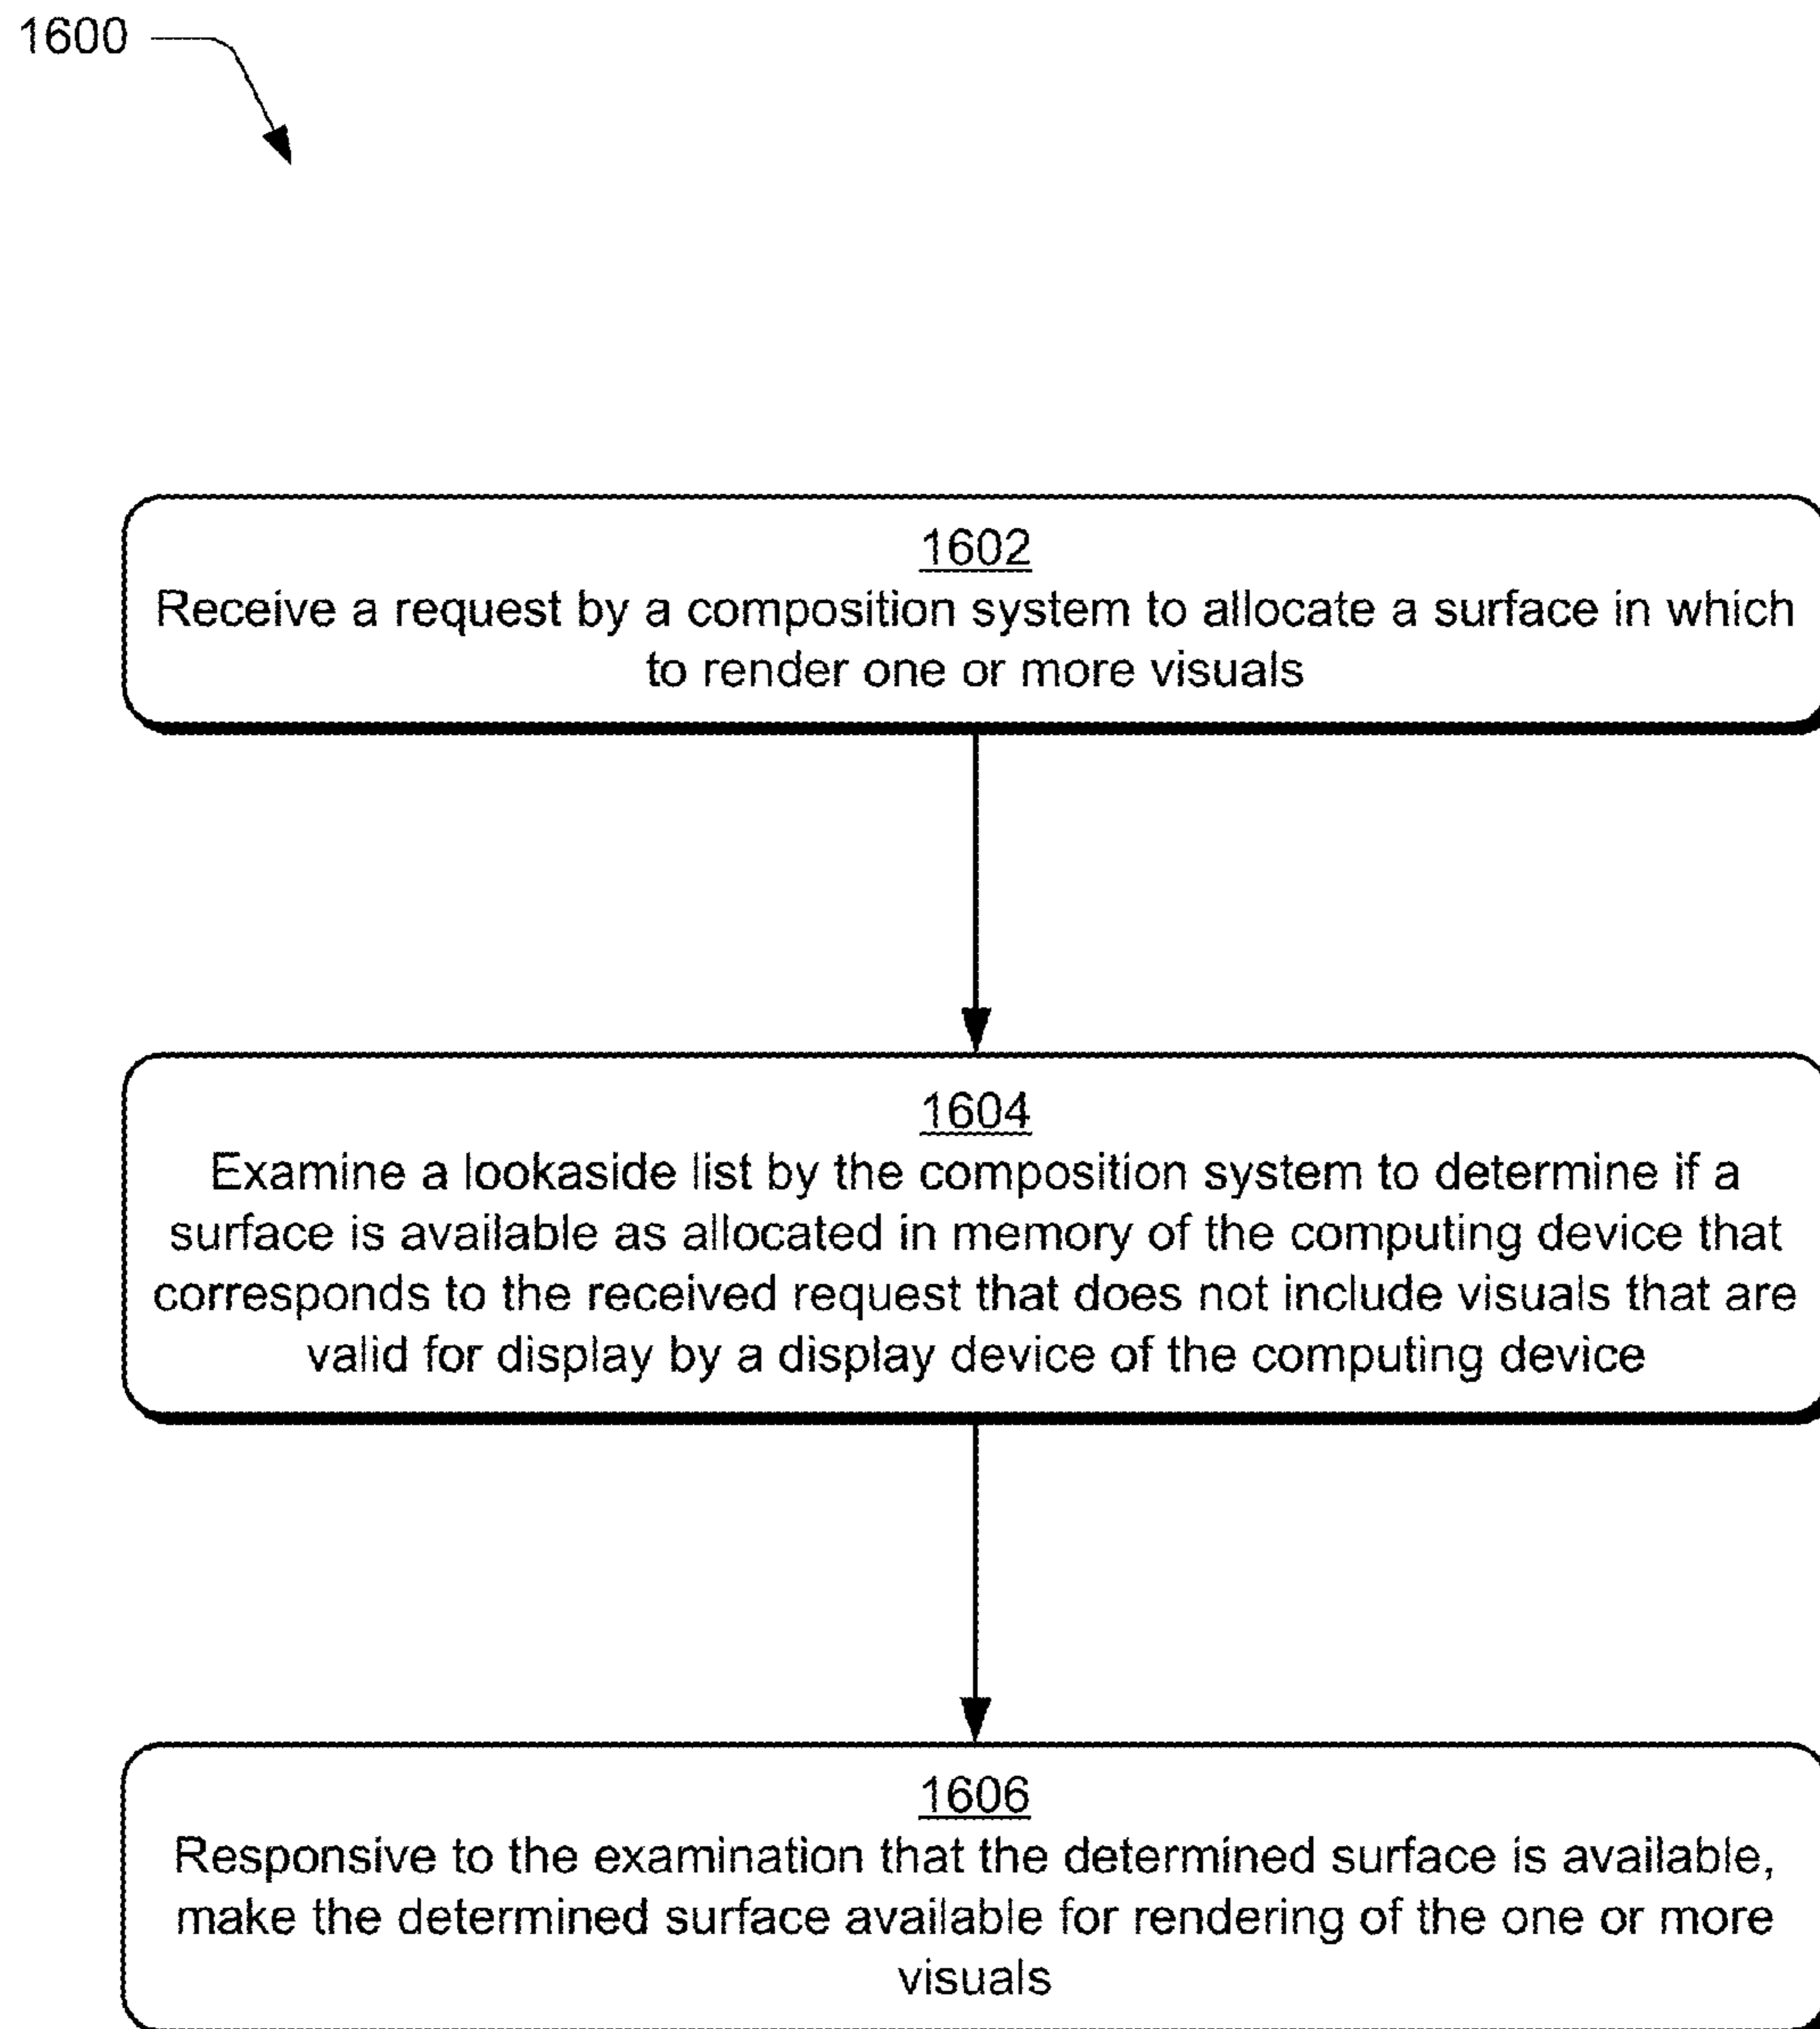 1600
1602
Receive a request by a composition system to allocate a surface in which
to render one or more visuals
1604
Examine a lookaside list by the composition system to determine if a
surface is available as allocated in memory of the computing device that
corresponds to the received request that does not include visuals that are
valid for display by a display device of the computing device
1606
Responsive to the examination that the determined surface is available,
make the determined surface available for rendering of the one or more
visuals